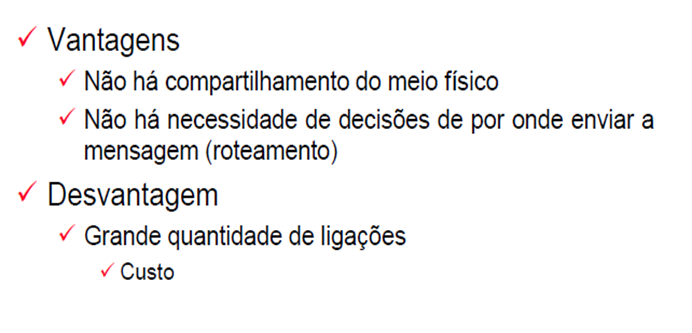 Vantagens
Não há compartilhamento do meio físico
Não há necessidade de decisões de por onde enviar a
mensagem (roteamento)
Desvantagem
Grande quantidade de ligações
Custo